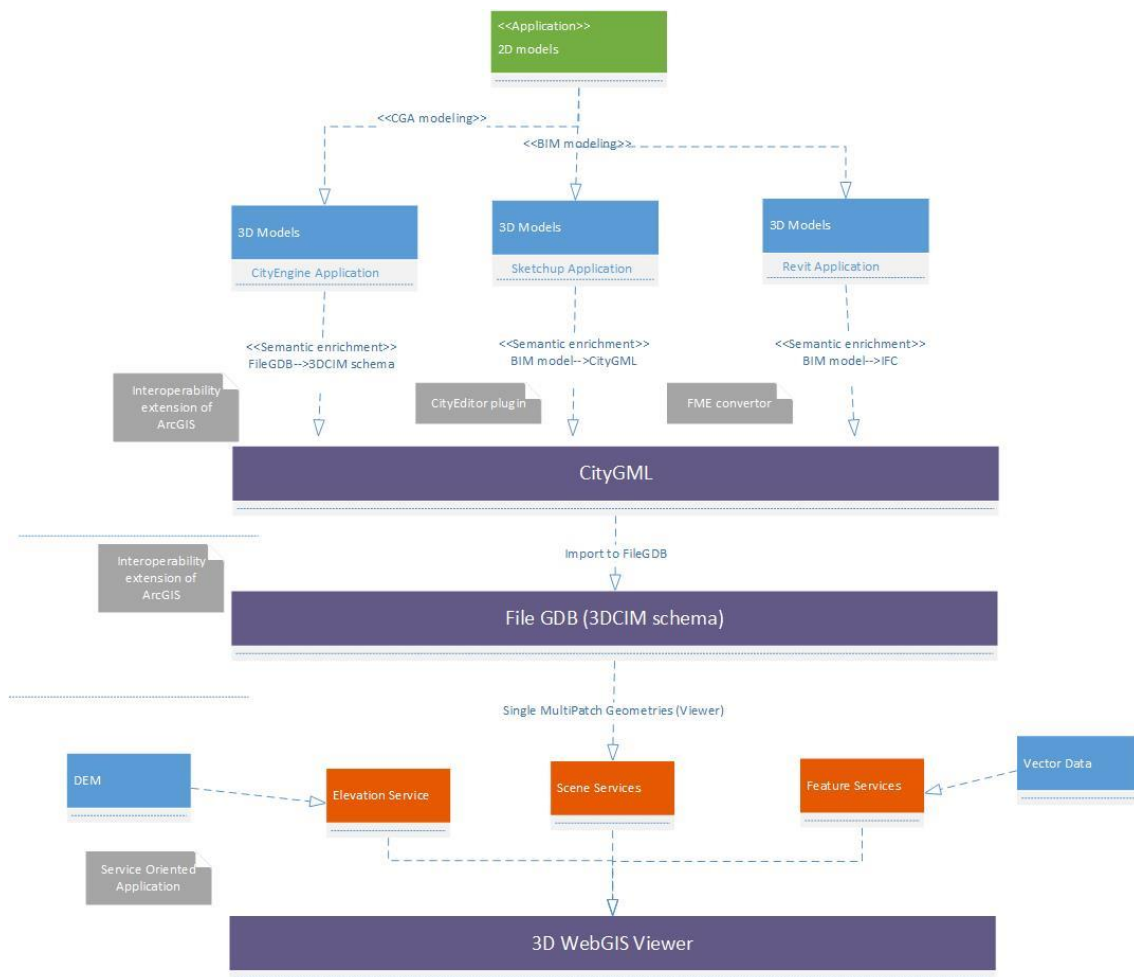 <<Application>>
2D models
<<CGA modeling>>
<<BIM modeling>>
3D Models
CityEngine Application
3D Models
Sketchup Application
3D Models
Revit Application
<<Semantic enrichment>>
FileGDB-->3DCIM schema
<<Semantic enrichment>>
BIM model-->CityGML
<<Semantic enrichment>>
BIM model-->IFC
Interoperability
extension of
ArcGIS
CityEditor plugin
FME convertor
CityGML
Import to FileGDB
Interoperability
extension of
ArcGIS
File GDB (3DCIM schema)
Single MultiPatch Geometries (Viewer)
DEM
Elevation Service
Scene Services
Feature Services
Vector Data
Service Oriented
Application
3D WebGIS Viewer